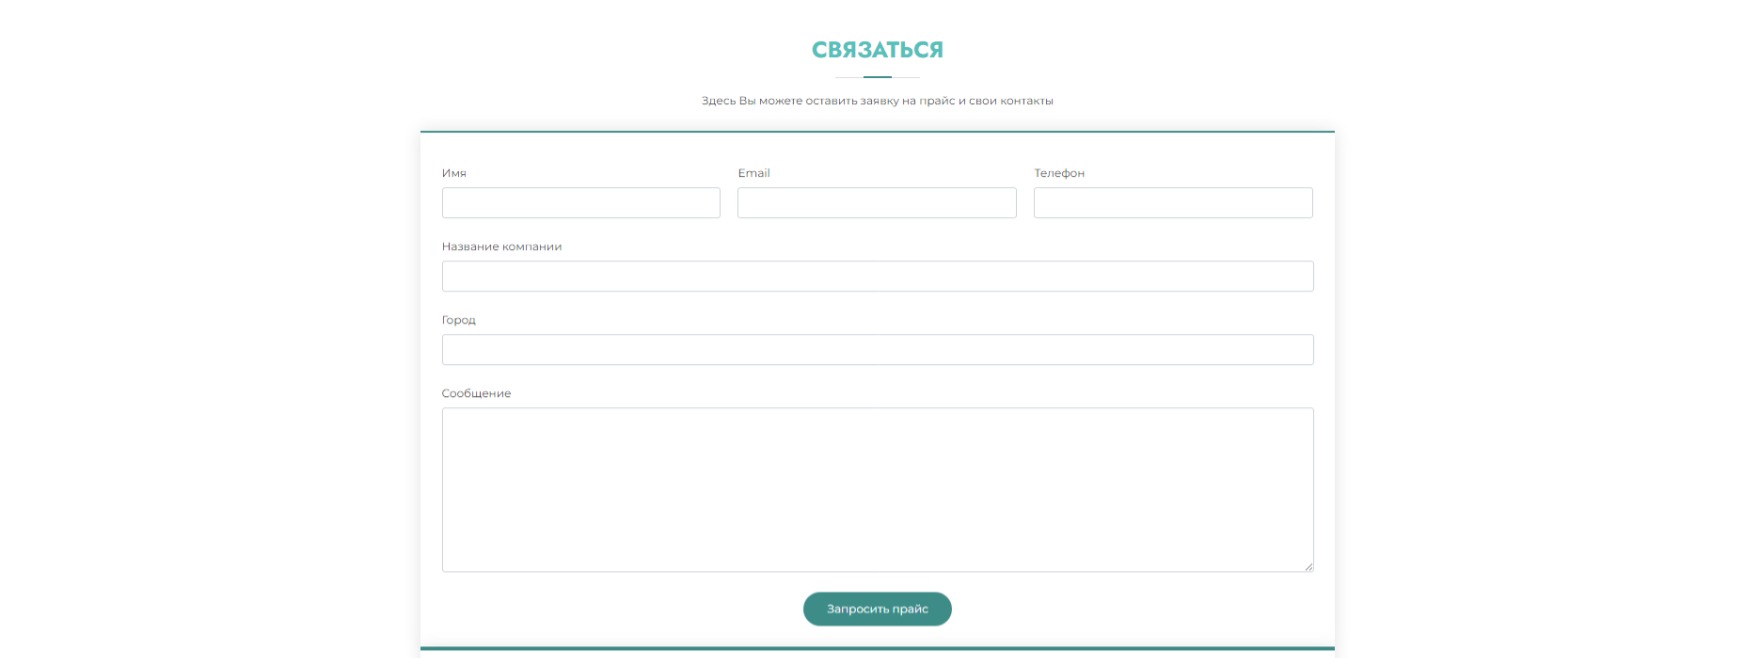 СВЯЗАТЬСЯ
Здесь Вы можете оставить заявку на прайс и свои контакты
Имя Email Телефон
Название компании
Город
Сообщение
Запросить прайс